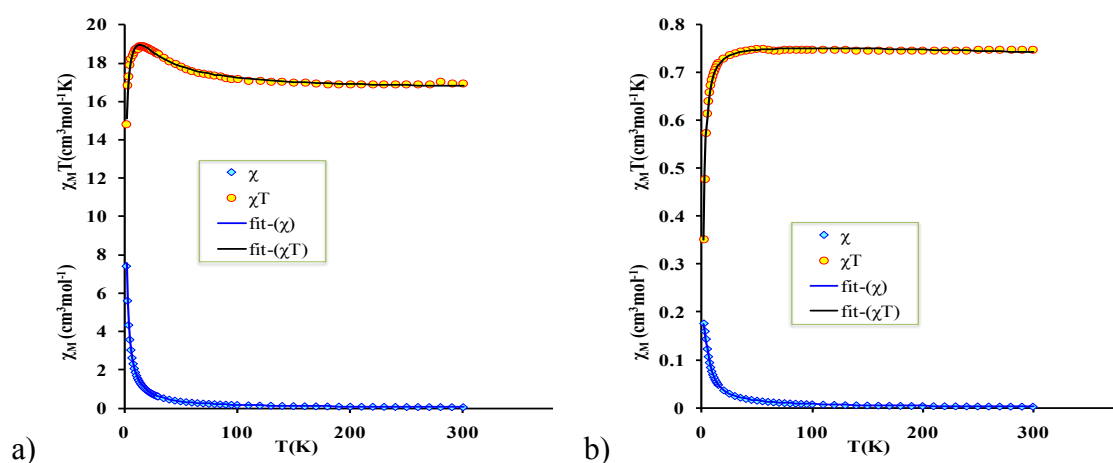 20
18
16
14
12
10
8
6
4
2
0
χMT(cm³mol⁻¹K)
χM (cm³mol⁻¹)
χ
χT
fit-(χ)
fit-(χT)
0 100 200 300
T(K)
a)
0.8
0.7
0.6
0.5
0.4
0.3
0.2
0.1
0
χMT(cm³mol⁻¹K)
χM (cm³mol⁻¹)
χ
χT
fit-(χ)
fit-(χT)
0 100 200 300
T(K)
b)